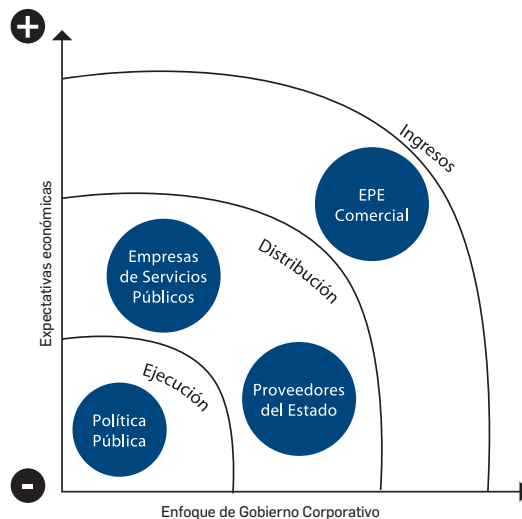 +
Expectativas económicas
Ingresos
EPE
Comercial
Distribución
Empresas
de Servicios
Públicos
Ejecución
Proveedores
del Estado
Política
Pública
-
Enfoque de Gobierno Corporativo